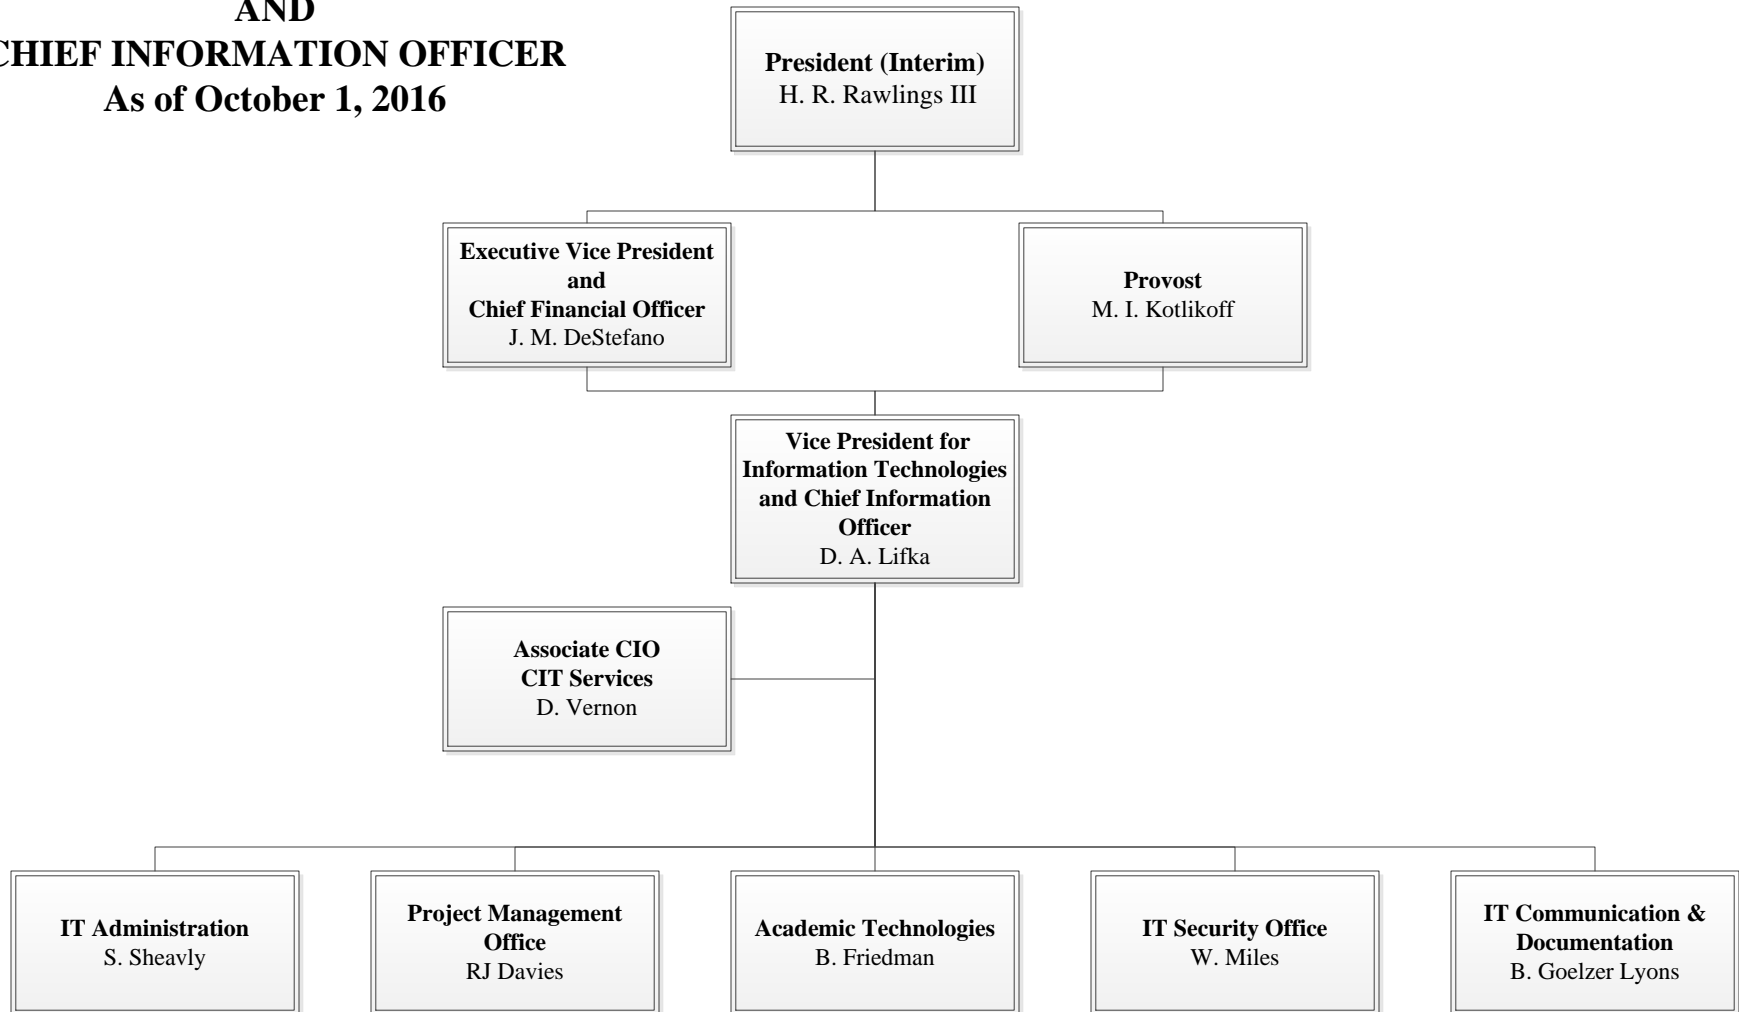 AND
CHIEF INFORMATION OFFICER
As of October 1, 2016
President (Interim)
H. R. Rawlings III
Executive Vice President
and
Chief Financial Officer
J. M. DeStefano
Provost
M. I. Kotlikoff
Vice President for
Information Technologies
and Chief Information
Officer
D. A. Lifka
Associate CIO
CIT Services
D. Vernon
IT Administration
S. Sheavly
Project Management
Office
RJ Davies
Academic Technologies
B. Friedman
IT Security Office
W. Miles
IT Communication &
Documentation
B. Goelzer Lyons